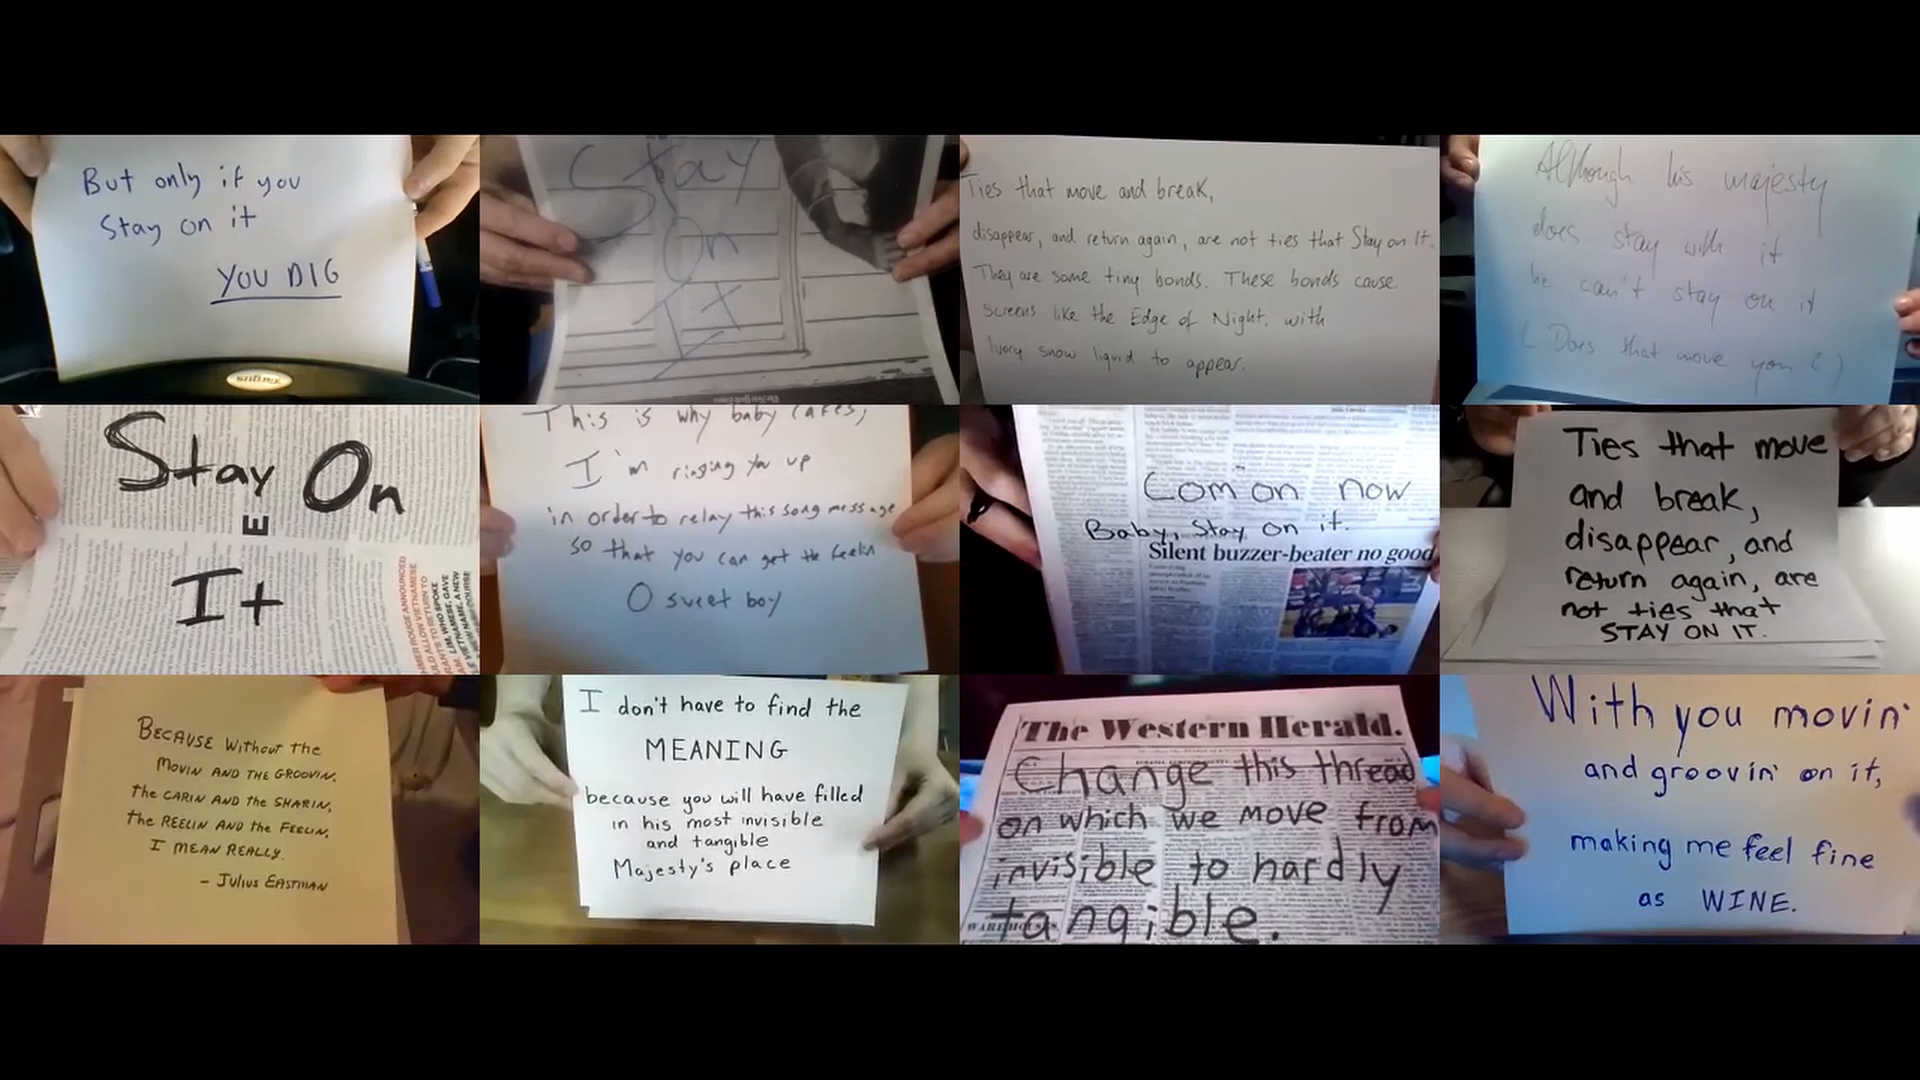 But only if you
Stay on it
YOU DIG
Stay
On
It
Ties that move and break,
disappear, and return again, are not ties that Stay on It.
They are some tiny bonds. These bonds cause
screens like the Edge of Night, with
Ivory snow liquid to appear.
Although his majesty
does stay with it
he can't stay on it
(Does that move you?)
Stay On
E
It
This is why baby cakes,
I'm ringing you up
in order to relay this song message
so that you can get the feelin
O sweet boy
Com on now
Baby, Stay on it.
Silent buzzer-beater no good
Ties that move
and break,
disappear, and
return again, are
not ties that
STAY ON IT.
BECAUSE WITHOUT the
MOVIN AND THE GROOVIN,
the CARIN AND the SHARIN,
the REELIN AND the FEELIN,
I MEAN REALLY.
- JULIUS EASTMAN
I don't have to find the
MEANING
because you will have filled
in his most invisible
and tangible
Majesty's place
The Western Herald.
Change this thread
on which we move from
invisible to hardly
tangible.
With you movin'
and groovin' on it,
making me feel fine
as WINE.